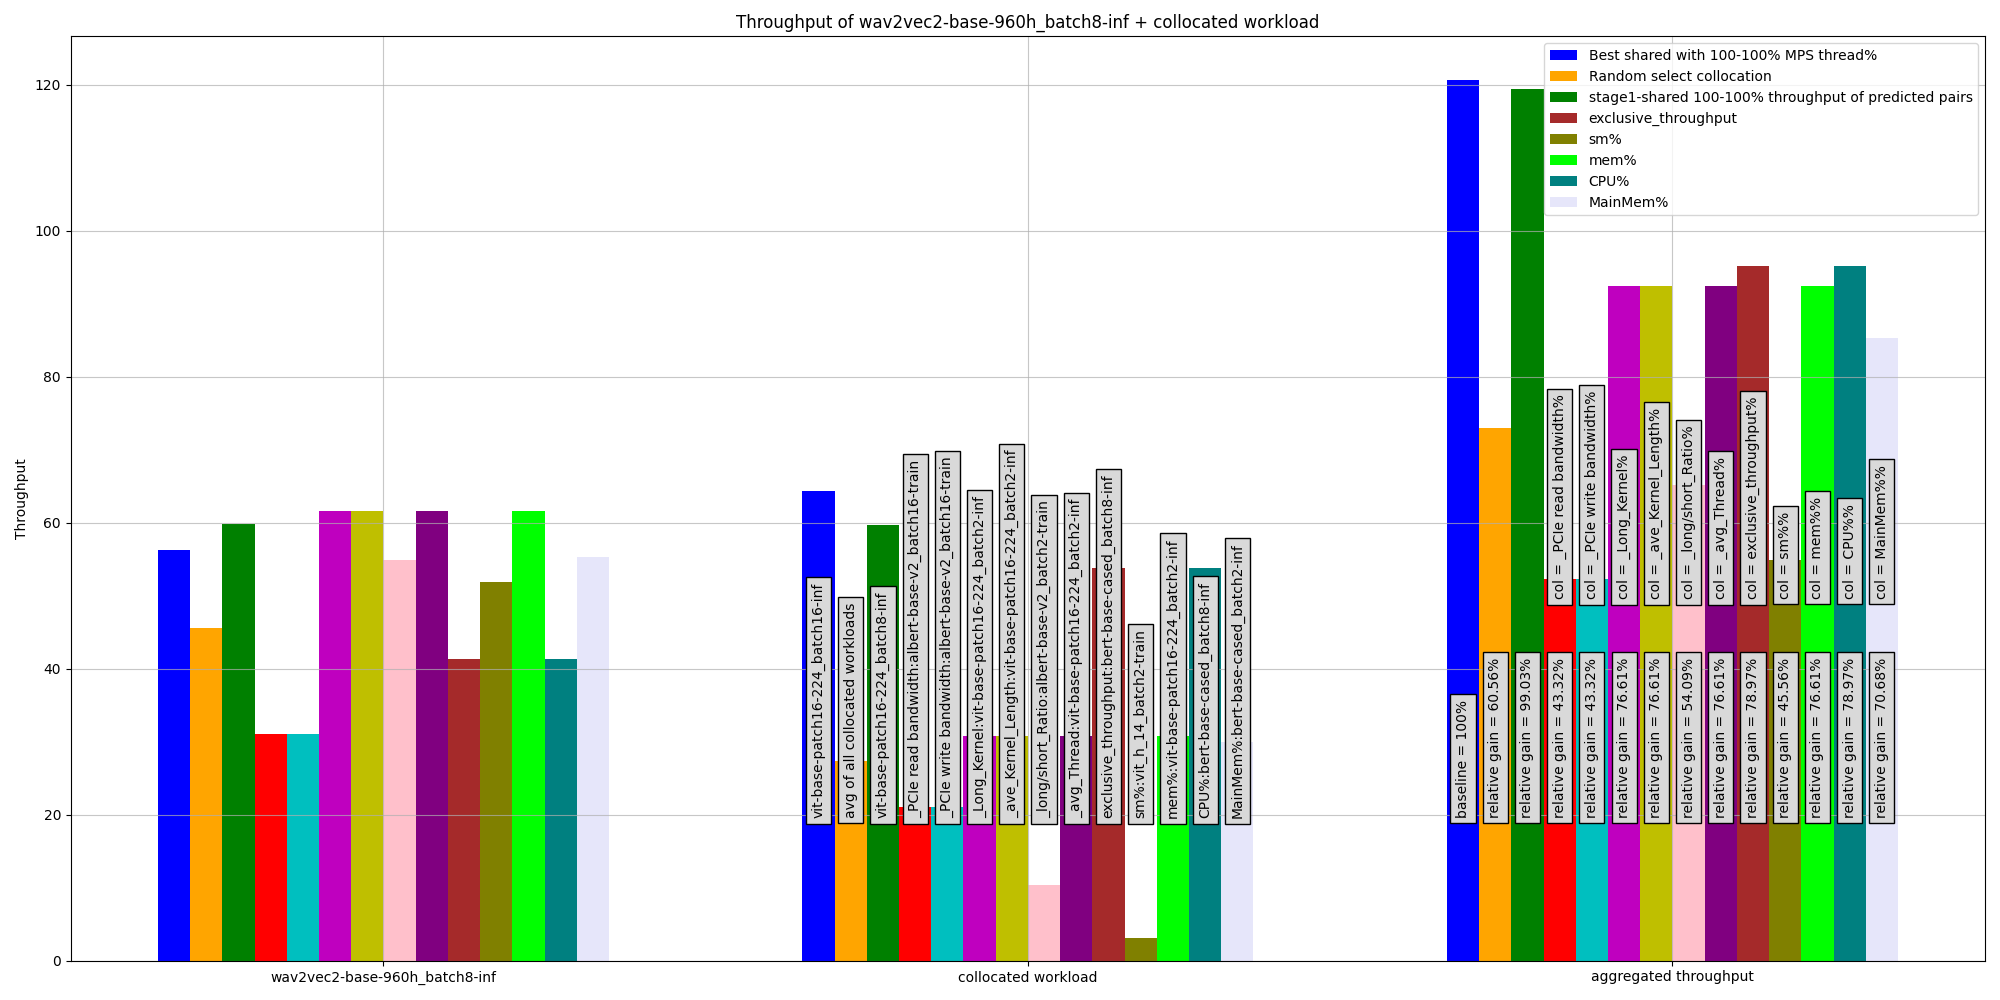 Throughput of wav2vec2-base-960h_batch8-inf + collocated workload
Best shared with 100-100% MPS thread%
Random select collocation
stage1-shared 100-100% throughput of predicted pairs
exclusive_throughput
sm%
mem%
CPU%
MainMem%
Throughput
120
100
80
60
40
20
0
vit-base-patch16-224_batch16-inf
avg of all collocated workloads
vit-base-patch16-224_batch8-inf
_PCIe read bandwidth:albert-base-v2_batch16-train
_PCIe write bandwidth:albert-base-v2_batch16-train
_Long_Kernel:vit-base-patch16-224_batch2-inf
_ave_Kernel_Length:vit-base-patch16-224_batch2-inf
_long/short_Ratio:albert-base-v2_batch2-train
_avg_Thread:vit-base-patch16-224_batch2-inf
exclusive_throughput:bert-base-cased_batch8-inf
sm%:vit_h_14_batch2-train
mem%:vit-base-patch16-224_batch2-inf
CPU%:bert-base-cased_batch8-inf
MainMem%:bert-base-cased_batch2-inf
col = _PCIe read bandwidth%
col = _PCIe write bandwidth%
col = _Long_Kernel%
col = _ave_Kernel_Length%
col = _long/short_Ratio%
col = _avg_Thread%
col = exclusive_throughput%
col = sm%%
col = mem%%
col = CPU%%
col = MainMem%%
baseline = 100%
relative gain = 60.56%
relative gain = 99.03%
relative gain = 43.32%
relative gain = 43.32%
relative gain = 76.61%
relative gain = 76.61%
relative gain = 54.09%
relative gain = 76.61%
relative gain = 78.97%
relative gain = 45.56%
relative gain = 76.61%
relative gain = 78.97%
relative gain = 70.68%
wav2vec2-base-960h_batch8-inf
collocated workload
aggregated throughput